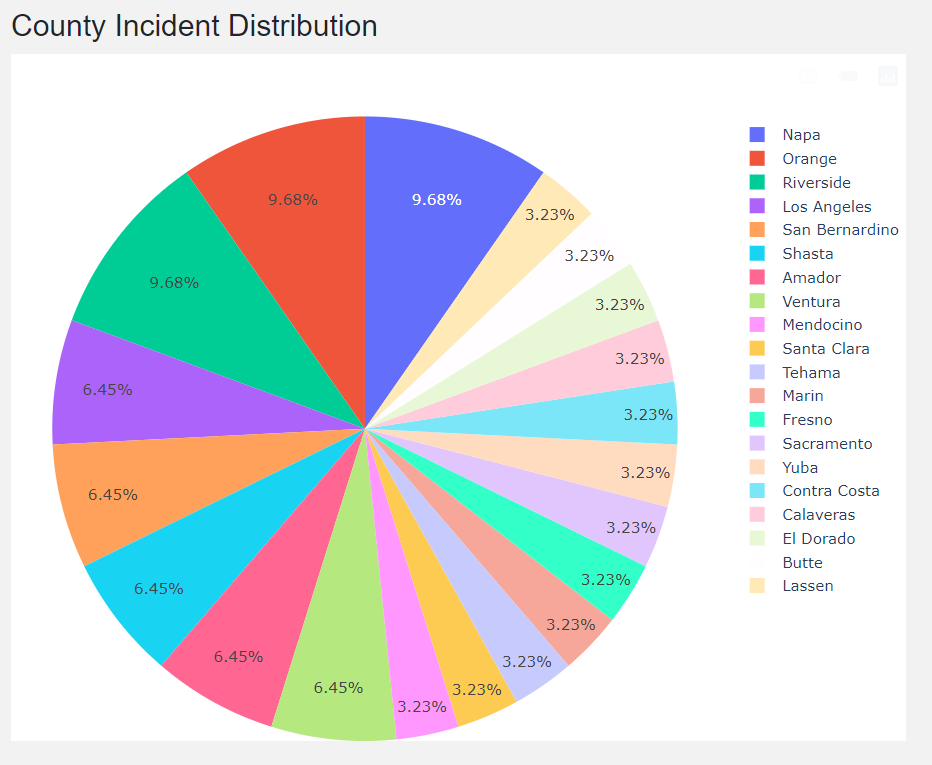 County Incident Distribution
9.68%
9.68%
9.68%
6.45%
6.45%
6.45%
6.45%
6.45%
3.23%
3.23%
3.23%
3.23%
3.23%
3.23%
3.23%
3.23%
3.23%
3.23%
3.23%
3.23%
Napa
Orange
Riverside
Los Angeles
San Bernardino
Shasta
Amador
Ventura
Mendocino
Santa Clara
Tehama
Marin
Fresno
Sacramento
Yuba
Contra Costa
Calaveras
El Dorado
Butte
Lassen